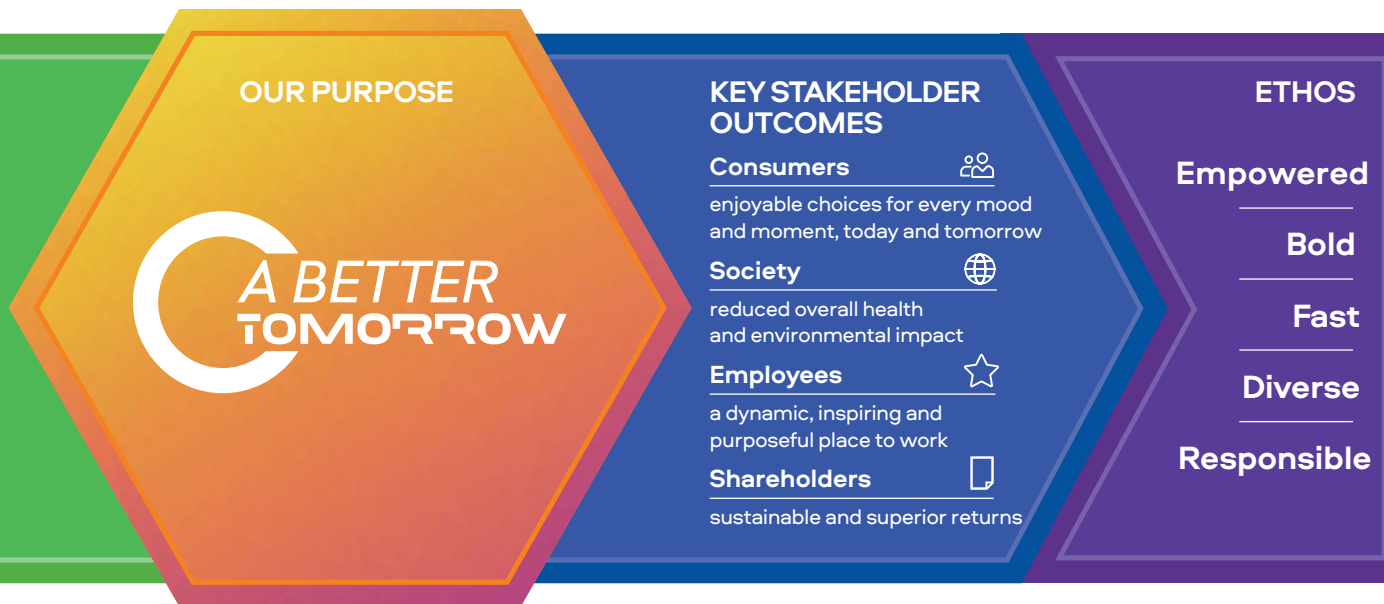 OUR PURPOSE
A BETTER
TOMORROW
KEY STAKEHOLDER
OUTCOMES
Consumers
enjoyable choices for every mood
and moment, today and tomorrow
Society
reduced overall health
and environmental impact
Employees
a dynamic, inspiring and
purposeful place to work
Shareholders
sustainable and superior returns
ETHOS
Empowered
Bold
Fast
Diverse
Responsible